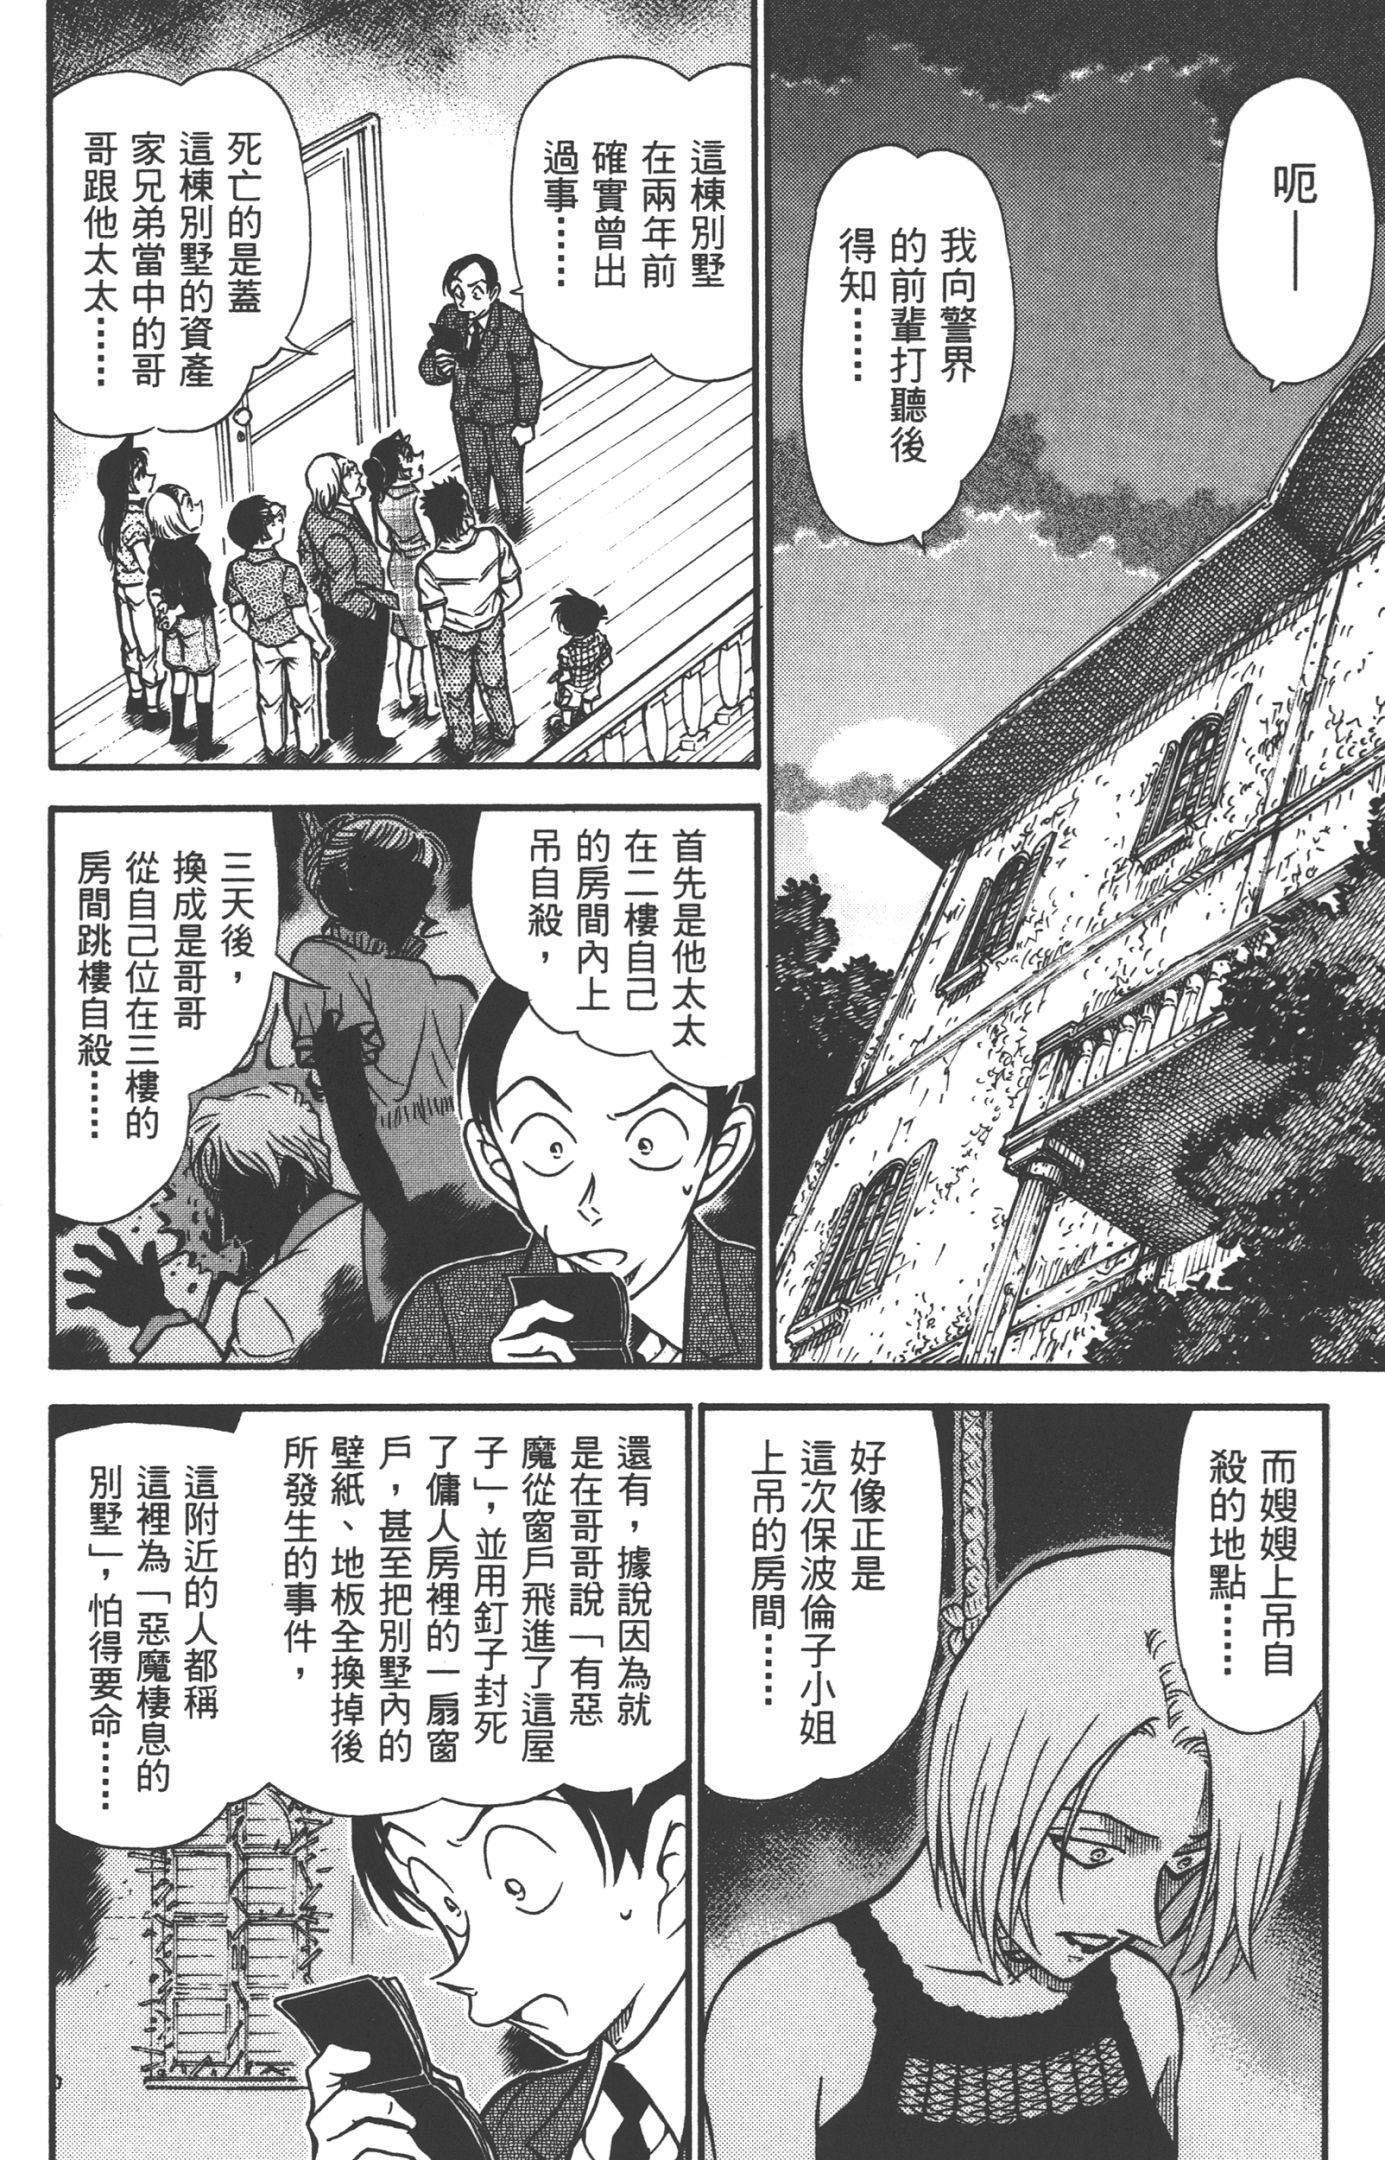 呃──
我向警界
的前輩打聽後
得知……
這棟別墅
在兩年前
確實曾出
過事……
死亡的是蓋
這棟別墅的資產
家兄弟當中的哥
哥跟他太太……
首先是他太太
在二樓自己
的房間內上
吊自殺，
三天後，
換成是哥哥
從自己位在三樓的
房間跳樓自殺……
而嫂嫂上吊自
殺的地點……
好像正是
這次保波倫子小姐
上吊的房間……
還有，據說因為就
是在哥哥說「有惡
魔從窗戶飛進了這屋
子」，並用釘子封死
了傭人房裡的一扇窗
戶，甚至把別墅內的
壁紙、地板全換掉後
所發生的事件，
這附近的人都稱
這裡為「惡魔棲息的
別墅」，怕得要命……